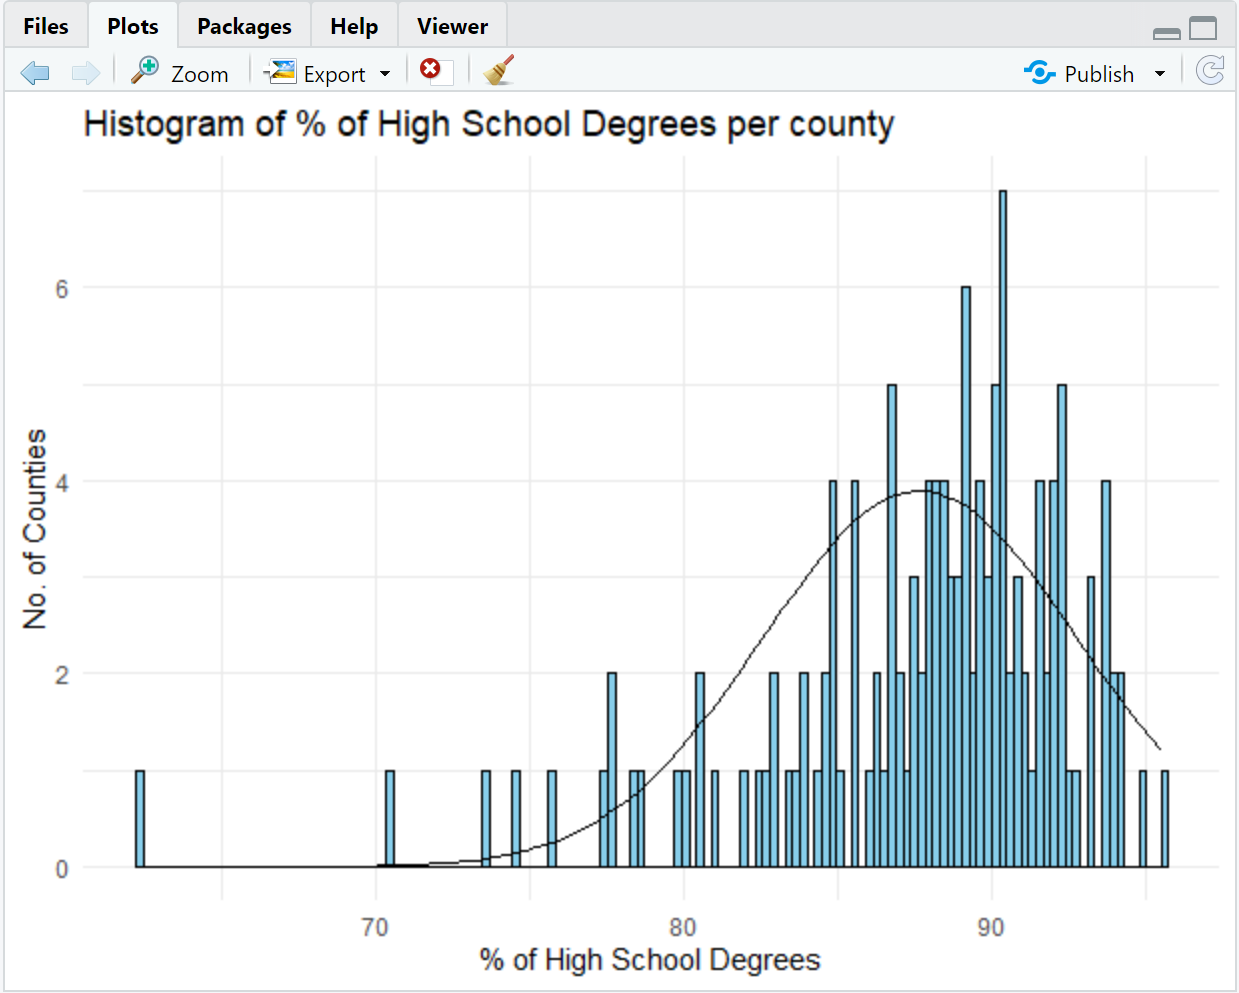 Files Plots Packages Help Viewer
Zoom Export Publish
Histogram of % of High School Degrees per county
No. of Counties
6
4
2
0
70 80 90
% of High School Degrees